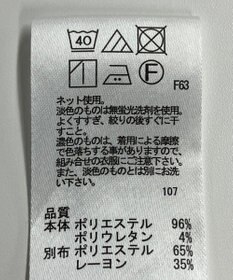 40
F F63
ネット使用。
淡色のものは無蛍光洗剤を使用し、
よくすすぎ、絞りの後すぐに干す
こと。
濃色のものは、着用による摩擦
で色落ちする事がありますので、
組み合せの衣服にご注意下さい。
また、淡色のものとは別にお洗
い下さい。
107
品質
本体 ポリエステル 96%
ポリウレタン 4%
別布 ポリエステル 65%
レーヨン 35%